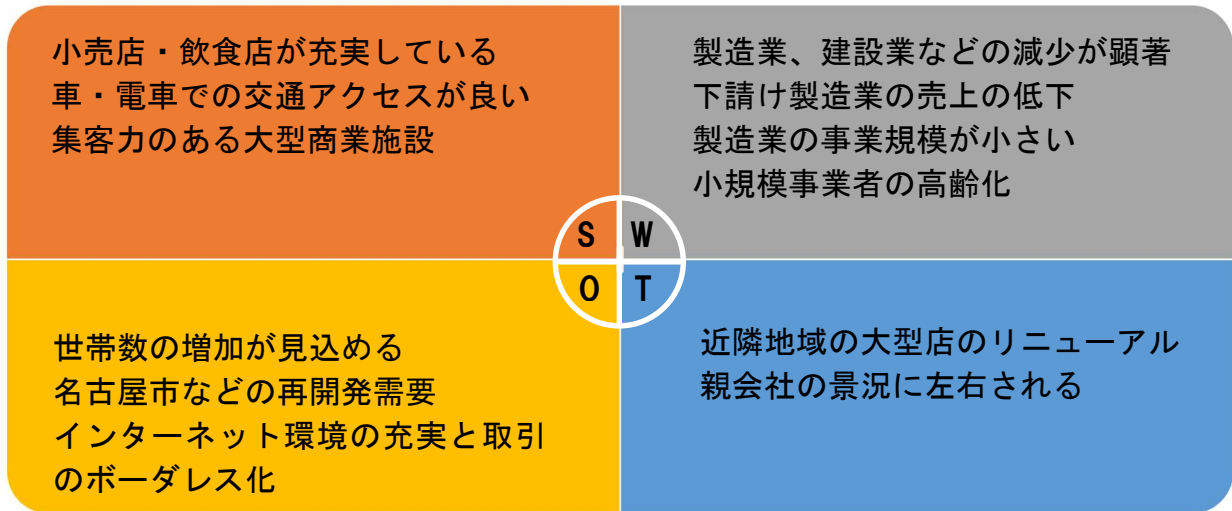 小売店・飲食店が充実している
車・電車での交通アクセスが良い
集客力のある大型商業施設
製造業、建設業などの減少が顕著
下請け製造業の売上の低下
製造業の事業規模が小さい
小規模事業者の高齢化
S
W
O
T
世帯数の増加が見込める
名古屋市などの再開発需要
インターネット環境の充実と取引
のボーダレス化
近隣地域の大型店のリニューアル
親会社の景況に左右される